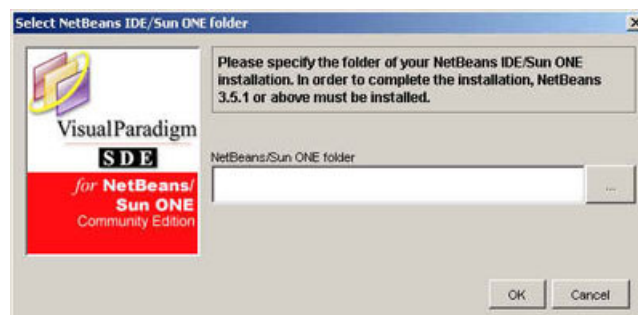 Select NetBeans IDE/Sun ONE folder
Please specify the folder of your NetBeans IDE/Sun ONE
installation. In order to complete the installation, NetBeans
3.5.1 or above must be installed.
VisualParadigm
SDE
for NetBeans/
Sun ONE
Community Edition
NetBeans/Sun ONE folder
...
OK
Cancel